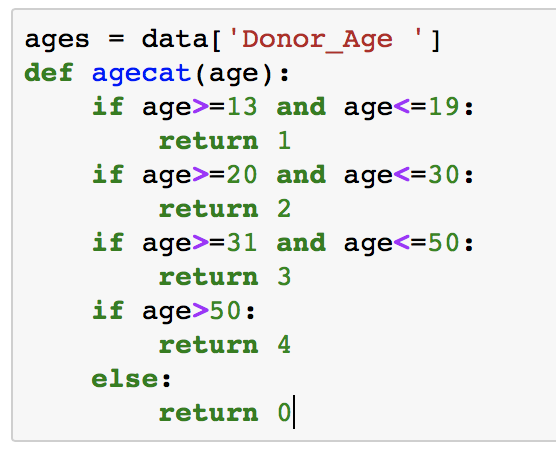 ages = data['Donor_Age ']
def agecat(age):
    if age>=13 and age<=19:
        return 1
    if age>=20 and age<=30:
        return 2
    if age>=31 and age<=50:
        return 3
    if age>50:
        return 4
    else:
        return 0